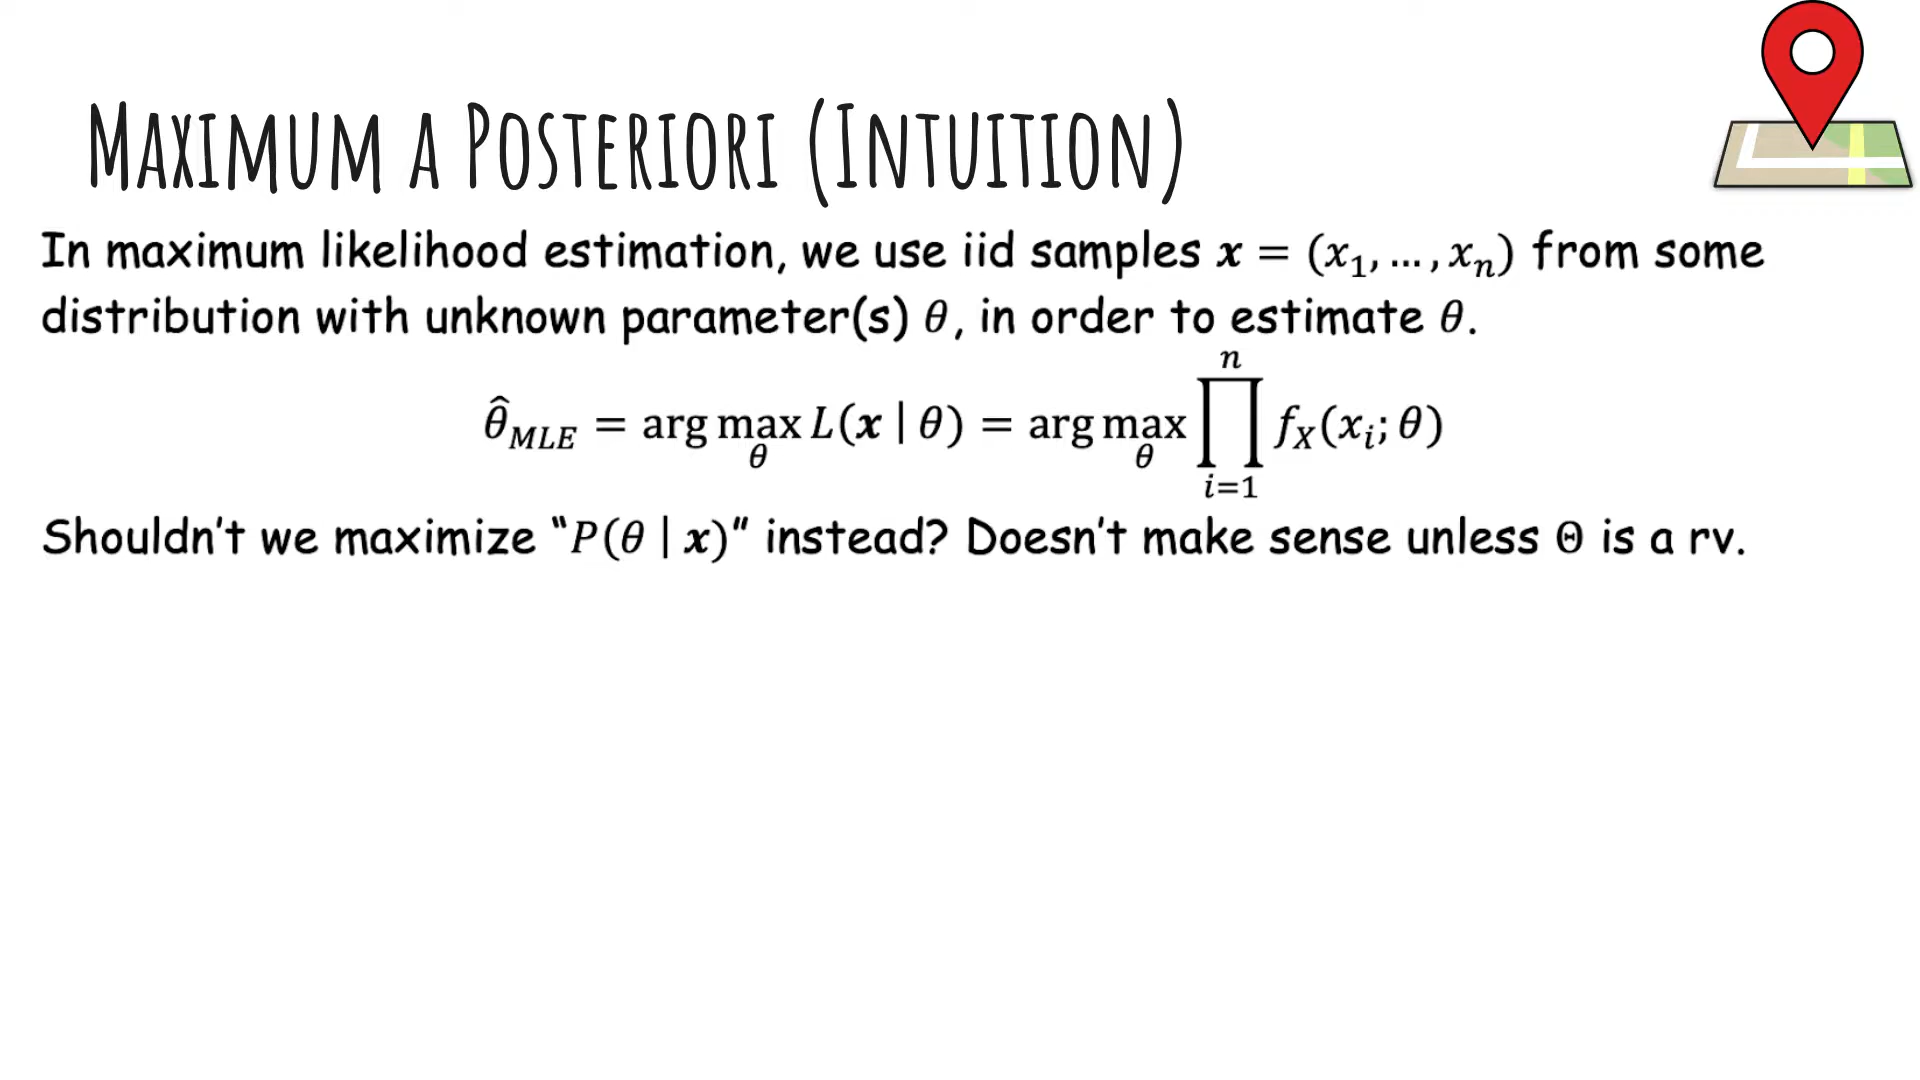 Maximum a Posteriori (Intuition)
In maximum likelihood estimation, we use iid samples 𝒙 = (x₁, … , xₙ) from some
distribution with unknown parameter(s) θ, in order to estimate θ.
θ̂_MLE = arg max_θ L(𝒙 | θ) = arg max_θ ∏_{i=1}^{n} f_X(x_i; θ)
Shouldn't we maximize "P(θ | 𝒙)" instead? Doesn't make sense unless Θ is a rv.